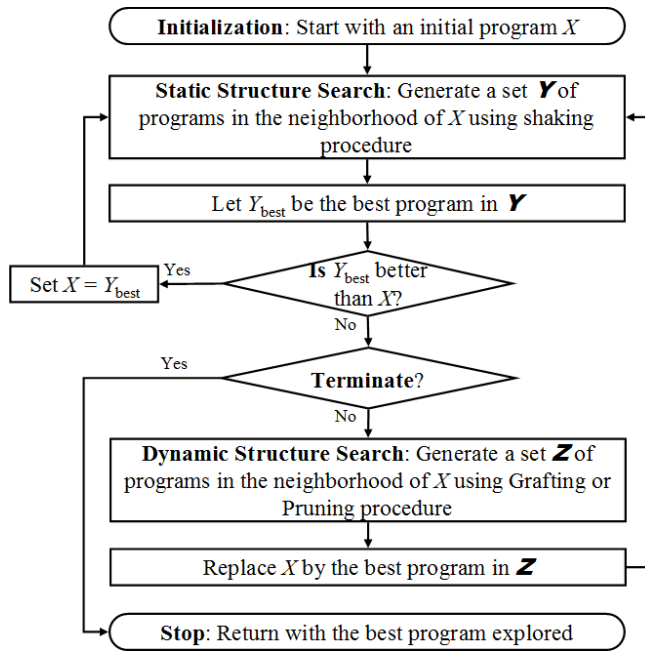 Initialization: Start with an initial program X
Static Structure Search: Generate a set Y of
programs in the neighborhood of X using shaking
procedure
Let Ybest be the best program in Y
Is Ybest better
than X?
Yes
Set X = Ybest
No
Terminate?
Yes
No
Dynamic Structure Search: Generate a set Z of
programs in the neighborhood of X using Grafting or
Pruning procedure
Replace X by the best program in Z
Stop: Return with the best program explored